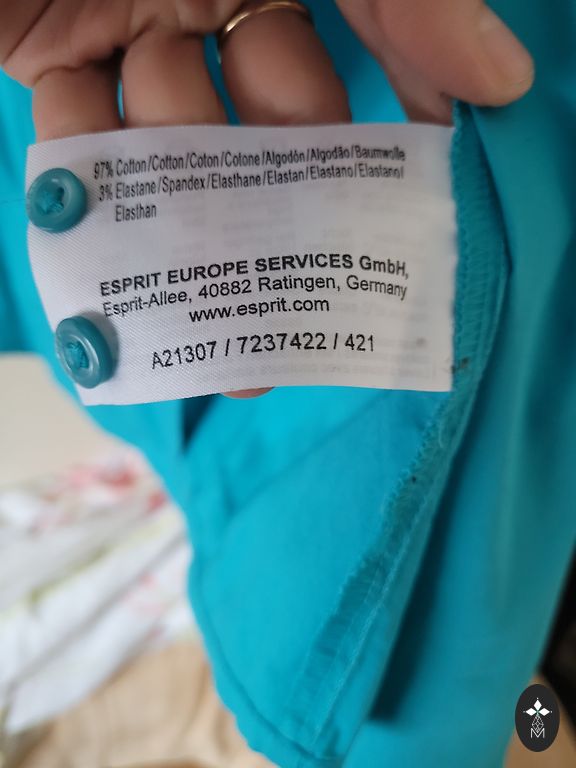 97% Cotton/Cotton/Coton/Cotone/Algodón/Algodão/Baumwolle
3% Elastane/Spandex/Elasthane/Elastan/Elastano/Elastano/
Elasthan
ESPRIT EUROPE SERVICES GmbH,
Esprit-Allee, 40882 Ratingen, Germany
www.esprit.com
A21307 / 7237422 / 421